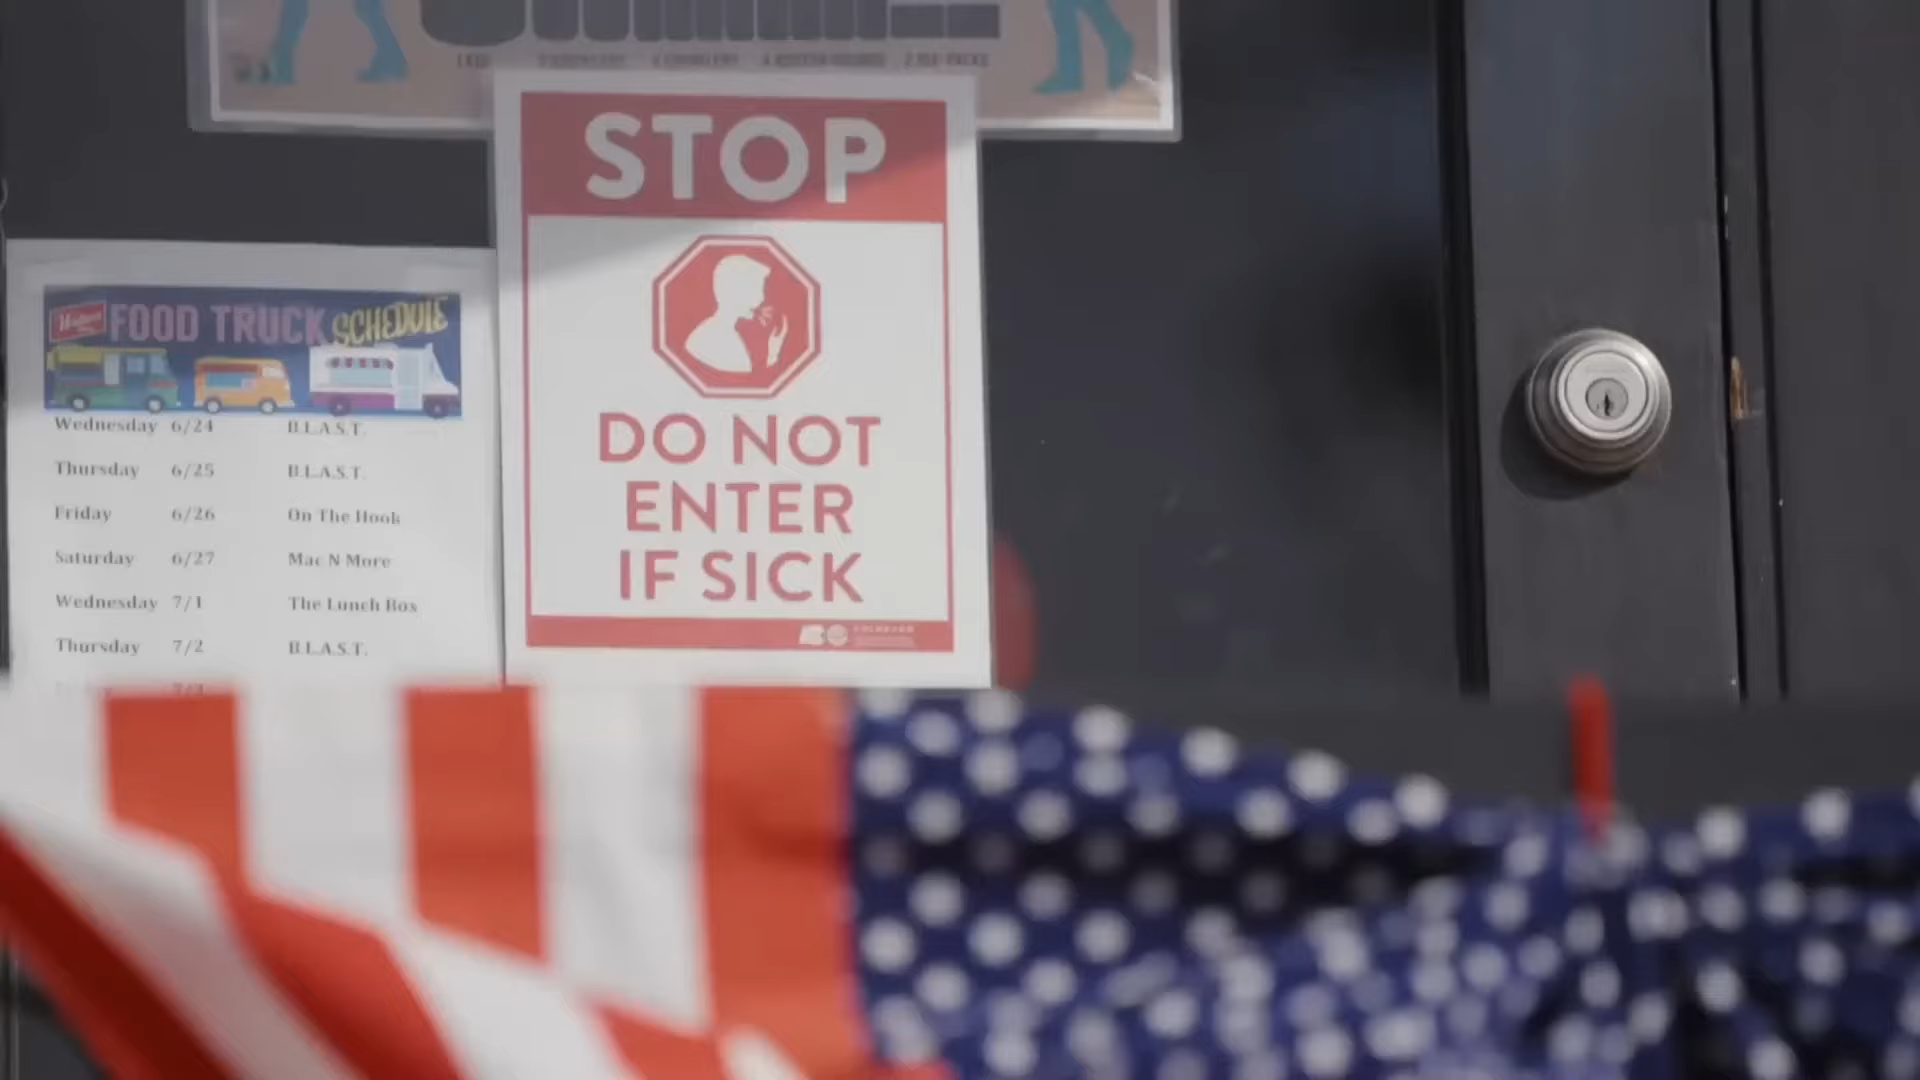 STOP
DO NOT
ENTER
IF SICK
FOOD TRUCK SCHEDULE
Wednesday 6/24 B.L.A.S.T.
Thursday 6/25 B.L.A.S.T.
Friday 6/26 On The Hook
Saturday 6/27 Mac N More
Wednesday 7/1 The Lunch Box
Thursday 7/2 B.L.A.S.T.